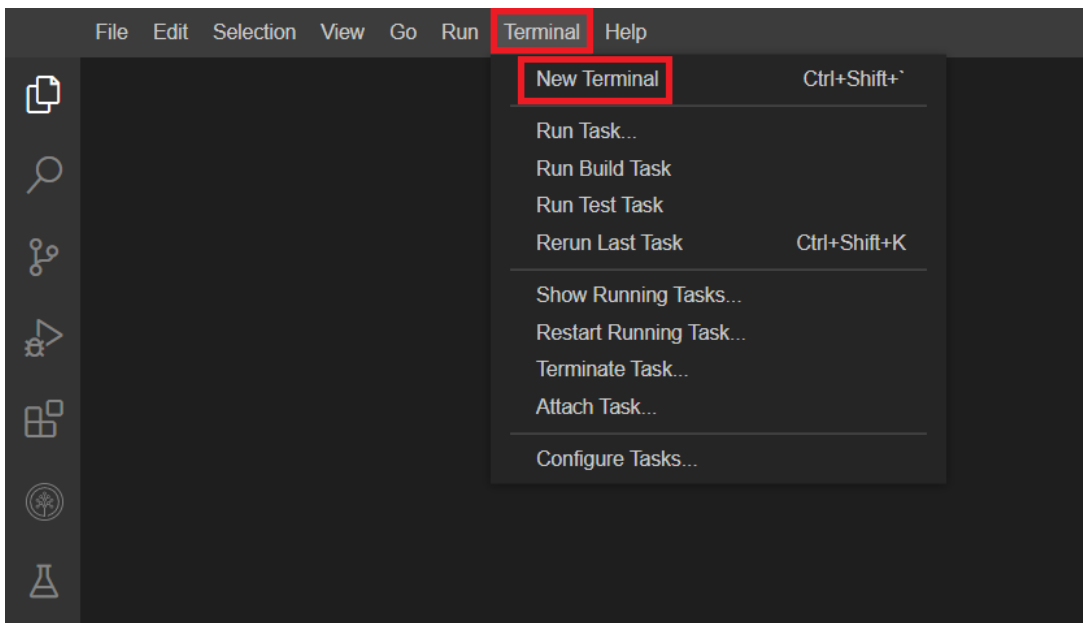 File Edit Selection View Go Run Terminal Help
New Terminal Ctrl+Shift+`
Run Task...
Run Build Task
Run Test Task
Rerun Last Task Ctrl+Shift+K
Show Running Tasks...
Restart Running Task...
Terminate Task...
Attach Task...
Configure Tasks...